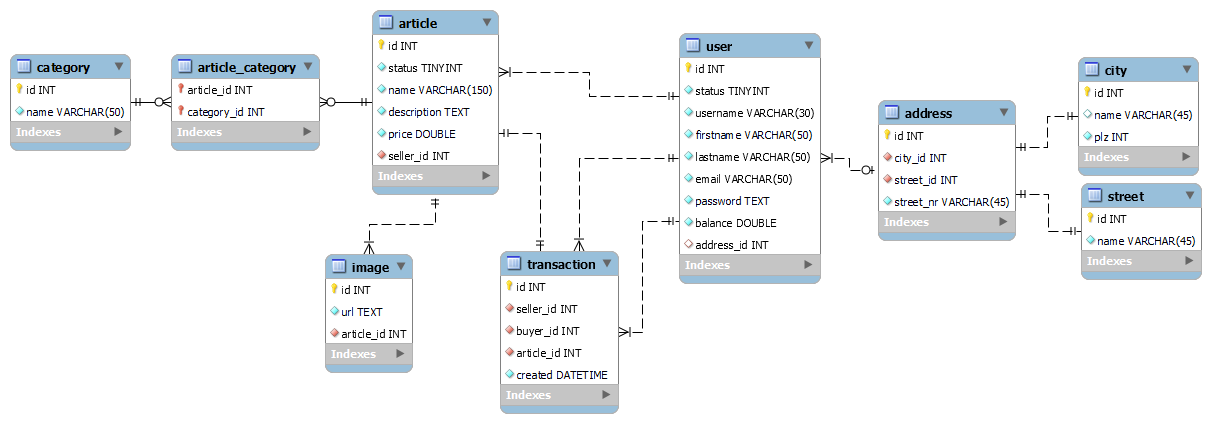 category
id INT
name VARCHAR(50)
Indexes
article_category
article_id INT
category_id INT
Indexes
article
id INT
status TINYINT
name VARCHAR(150)
description TEXT
price DOUBLE
seller_id INT
Indexes
image
id INT
url TEXT
article_id INT
Indexes
transaction
id INT
seller_id INT
buyer_id INT
article_id INT
created DATETIME
Indexes
user
id INT
status TINYINT
username VARCHAR(30)
firstname VARCHAR(50)
lastname VARCHAR(50)
email VARCHAR(50)
password TEXT
balance DOUBLE
address_id INT
Indexes
address
id INT
city_id INT
street_id INT
street_nr VARCHAR(45)
Indexes
city
id INT
name VARCHAR(45)
plz INT
Indexes
street
id INT
name VARCHAR(45)
Indexes